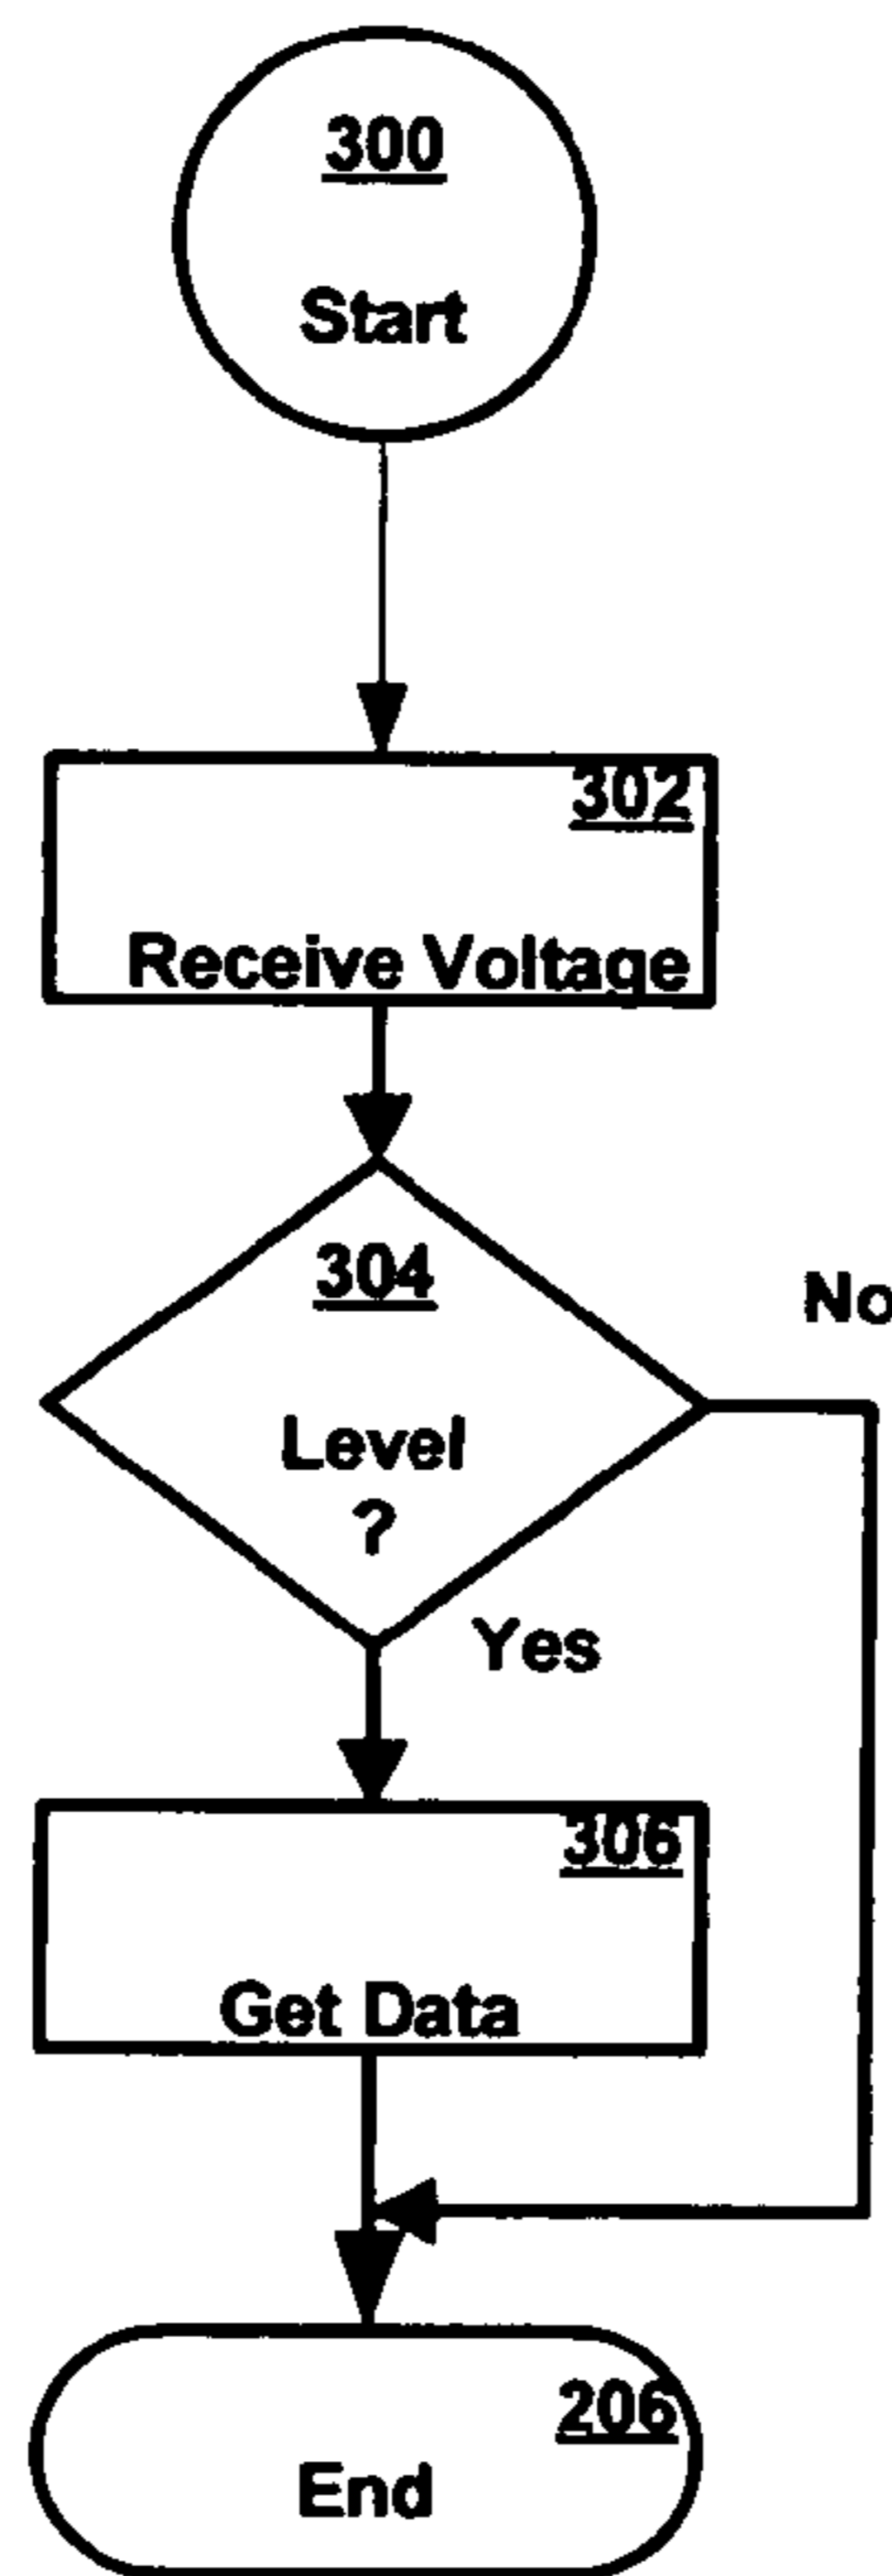 300
Start
302
Receive Voltage
304
No
Level
?
Yes
306
Get Data
206
End